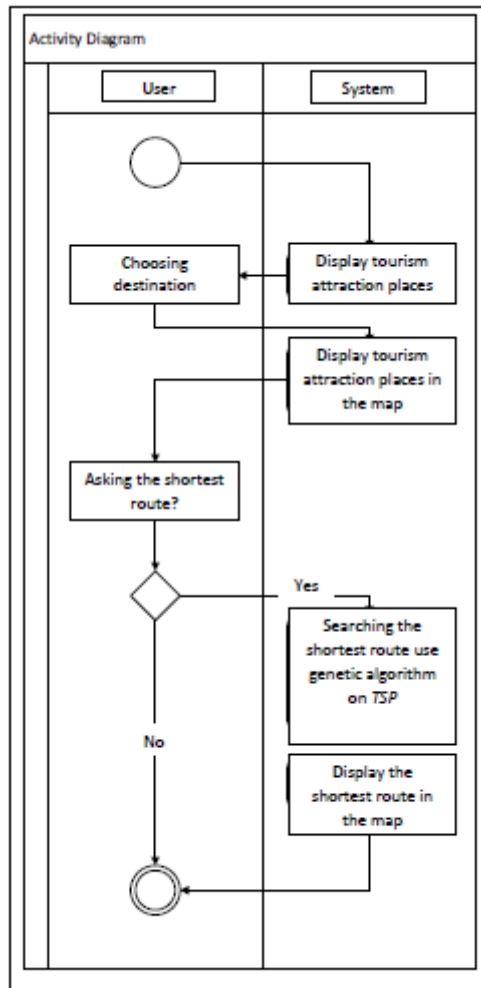 Activity Diagram
User
System
Display tourism
attraction places
Choosing
destination
Display tourism
attraction places in
the map
Asking the shortest
route?
Yes
Searching the
shortest route use
genetic algorithm
on TSP
No
Display the
shortest route in
the map